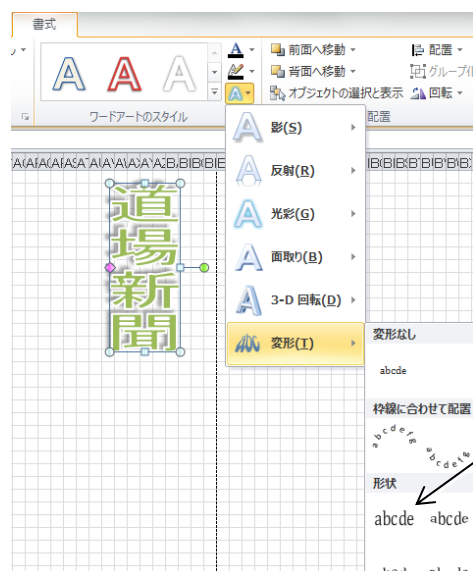 書式
前面へ移動
配置
背面へ移動
グループ化
オブジェクトの選択と表示
回転
ワードアートのスタイル
配置
影(S)
反射(R)
光彩(G)
面取り(B)
3-D 回転(D)
変形(T)
道場新聞
変形なし
abcde
枠線に合わせて配置
形状
abcde abcde